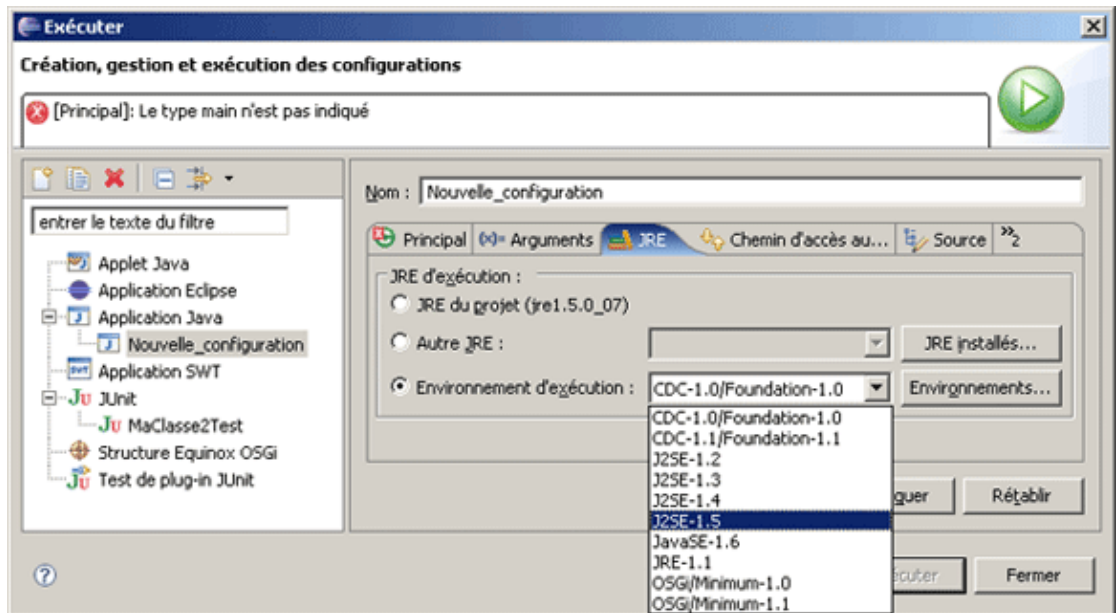 Exécuter
Création, gestion et exécution des configurations
[Principal]: Le type main n'est pas indiqué
entrer le texte du filtre
Applet Java
Application Eclipse
Application Java
Nouvelle_configuration
Application SWT
JUnit
MaClasse2Test
Structure Equinox OSGi
Test de plug-in JUnit
Nom : Nouvelle_configuration
Principal (x)= Arguments JRE Chemin d'accès au... Source »2
JRE d'exécution :
JRE du projet (jre1.5.0_07)
Autre JRE : JRE installés...
Environnement d'exécution : CDC-1.0/Foundation-1.0 Environnements...
CDC-1.0/Foundation-1.0
CDC-1.1/Foundation-1.1
J2SE-1.2
J2SE-1.3
J2SE-1.4
J2SE-1.5
JavaSE-1.6
JRE-1.1
OSGi/Minimum-1.0
OSGi/Minimum-1.1
Rétablir
Fermer